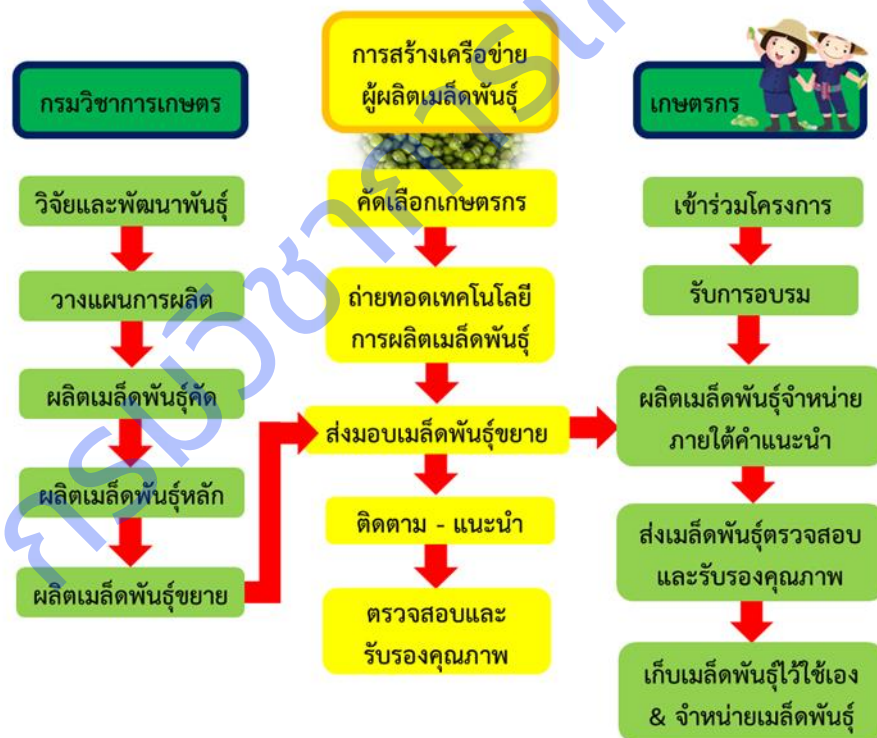 กรมวิชาการเกษตร
วิจัยและพัฒนาพันธุ์
วางแผนการผลิต
ผลิตเมล็ดพันธุ์คัด
ผลิตเมล็ดพันธุ์หลัก
ผลิตเมล็ดพันธุ์ขยาย
การสร้างเครือข่าย
ผู้ผลิตเมล็ดพันธุ์
คัดเลือกเกษตรกร
ถ่ายทอดเทคโนโลยี
การผลิตเมล็ดพันธุ์
ส่งมอบเมล็ดพันธุ์ขยาย
ติดตาม - แนะนำ
ตรวจสอบและ
รับรองคุณภาพ
เกษตรกร
เข้าร่วมโครงการ
รับการอบรม
ผลิตเมล็ดพันธุ์จำหน่าย
ภายใต้คำแนะนำ
ส่งเมล็ดพันธุ์ตรวจสอบ
และรับรองคุณภาพ
เก็บเมล็ดพันธุ์ไว้ใช้เอง
& จำหน่ายเมล็ดพันธุ์
กรมวิชาการเก